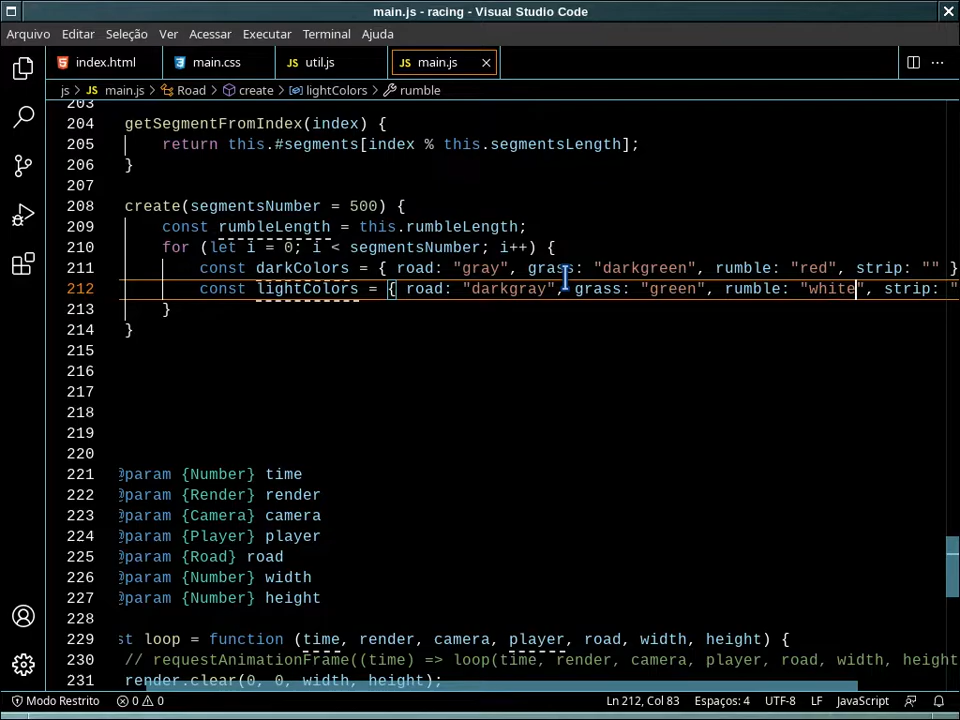 main.js - racing - Visual Studio Code
Arquivo Editar Seleção Ver Acessar Executar Terminal Ajuda
index.html main.css JS util.js JS main.js
js > JS main.js > Road > create > lightColors > rumble
203
204 getSegmentFromIndex(index) {
205 return this.#segments[index % this.segmentsLength];
206 }
207
208 create(segmentsNumber = 500) {
209 const rumbleLength = this.rumbleLength;
210 for (let i = 0; i < segmentsNumber; i++) {
211 const darkColors = { road: "gray", grass: "darkgreen", rumble: "red", strip: "" }
212 const lightColors = { road: "darkgray", grass: "green", rumble: "white", strip: "
213 }
214 }
215
216
217
218
219
220
221 @param {Number} time
222 @param {Render} render
223 @param {Camera} camera
224 @param {Player} player
225 @param {Road} road
226 @param {Number} width
227 @param {Number} height
228
229 st loop = function (time, render, camera, player, road, width, height) {
230 // requestAnimationFrame((time) => loop(time, render, camera, player, road, width, height
231 render.clear(0, 0, width, height);
Modo Restrito 0 0 Ln 212, Col 83 Espaços: 4 UTF-8 LF JavaScript